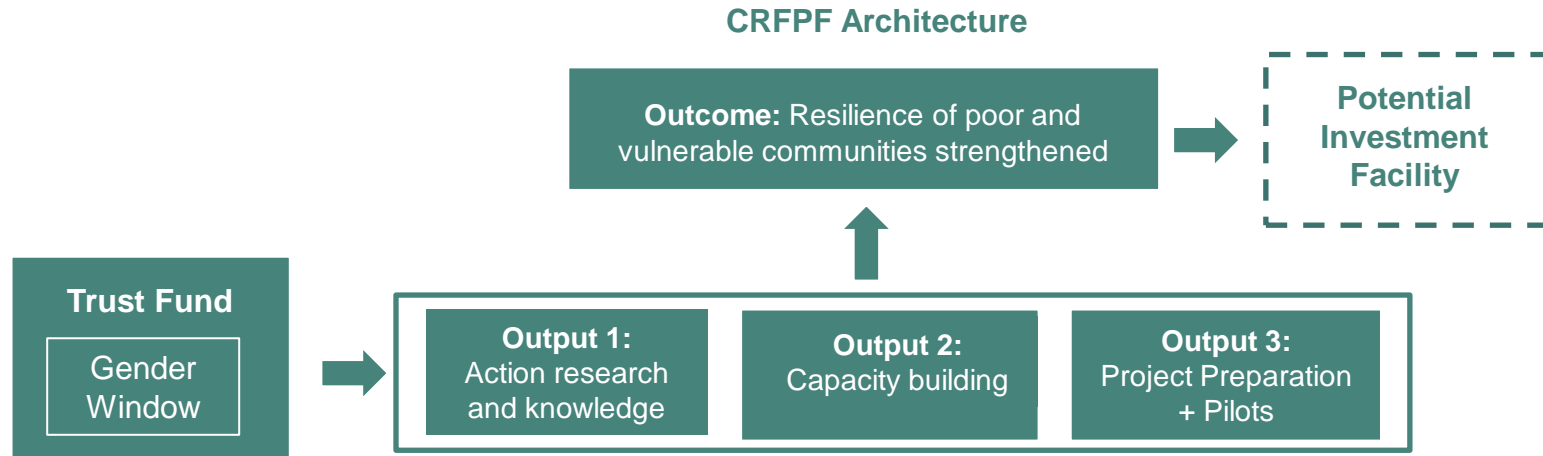 CRFPF Architecture
Outcome: Resilience of poor and
vulnerable communities strengthened
Potential
Investment
Facility
Trust Fund
Gender
Window
Output 1:
Action research
and knowledge
Output 2:
Capacity building
Output 3:
Project Preparation
+ Pilots